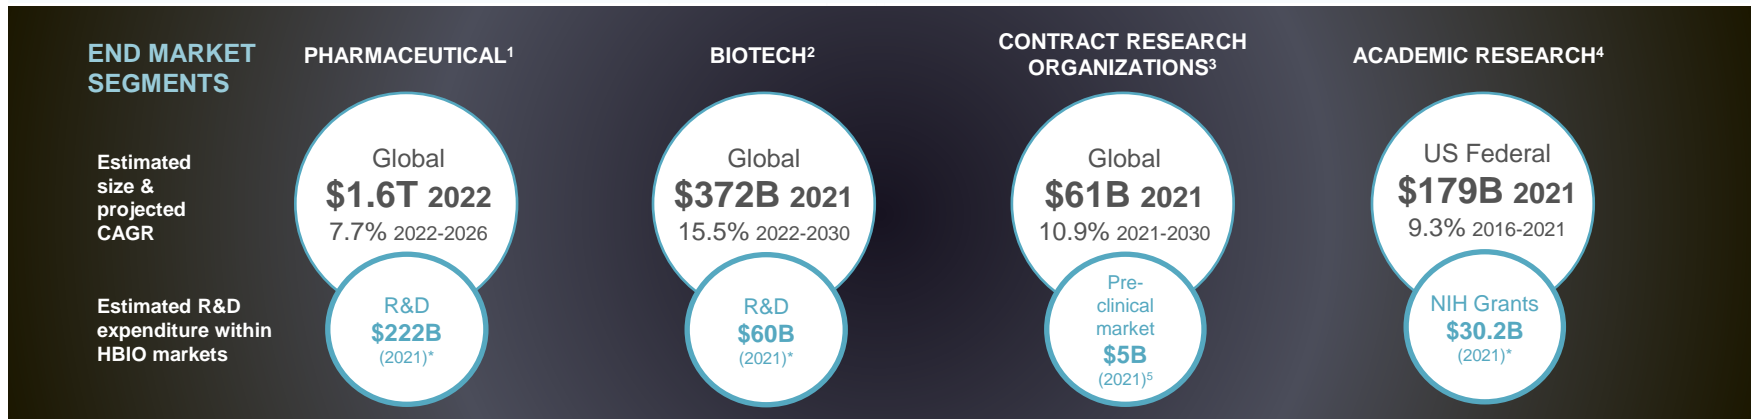 END MARKET
SEGMENTS
PHARMACEUTICAL¹
BIOTECH²
CONTRACT RESEARCH
ORGANIZATIONS³
ACADEMIC RESEARCH⁴
Estimated
size &
projected
CAGR
Global
$1.6T 2022
7.7% 2022-2026
Global
$372B 2021
15.5% 2022-2030
Global
$61B 2021
10.9% 2021-2030
US Federal
$179B 2021
9.3% 2016-2021
Estimated R&D
expenditure within
HBIO markets
R&D
$222B
(2021)*
R&D
$60B
(2021)*
Pre-
clinical
market
$5B
(2021)⁵
NIH Grants
$30.2B
(2021)*